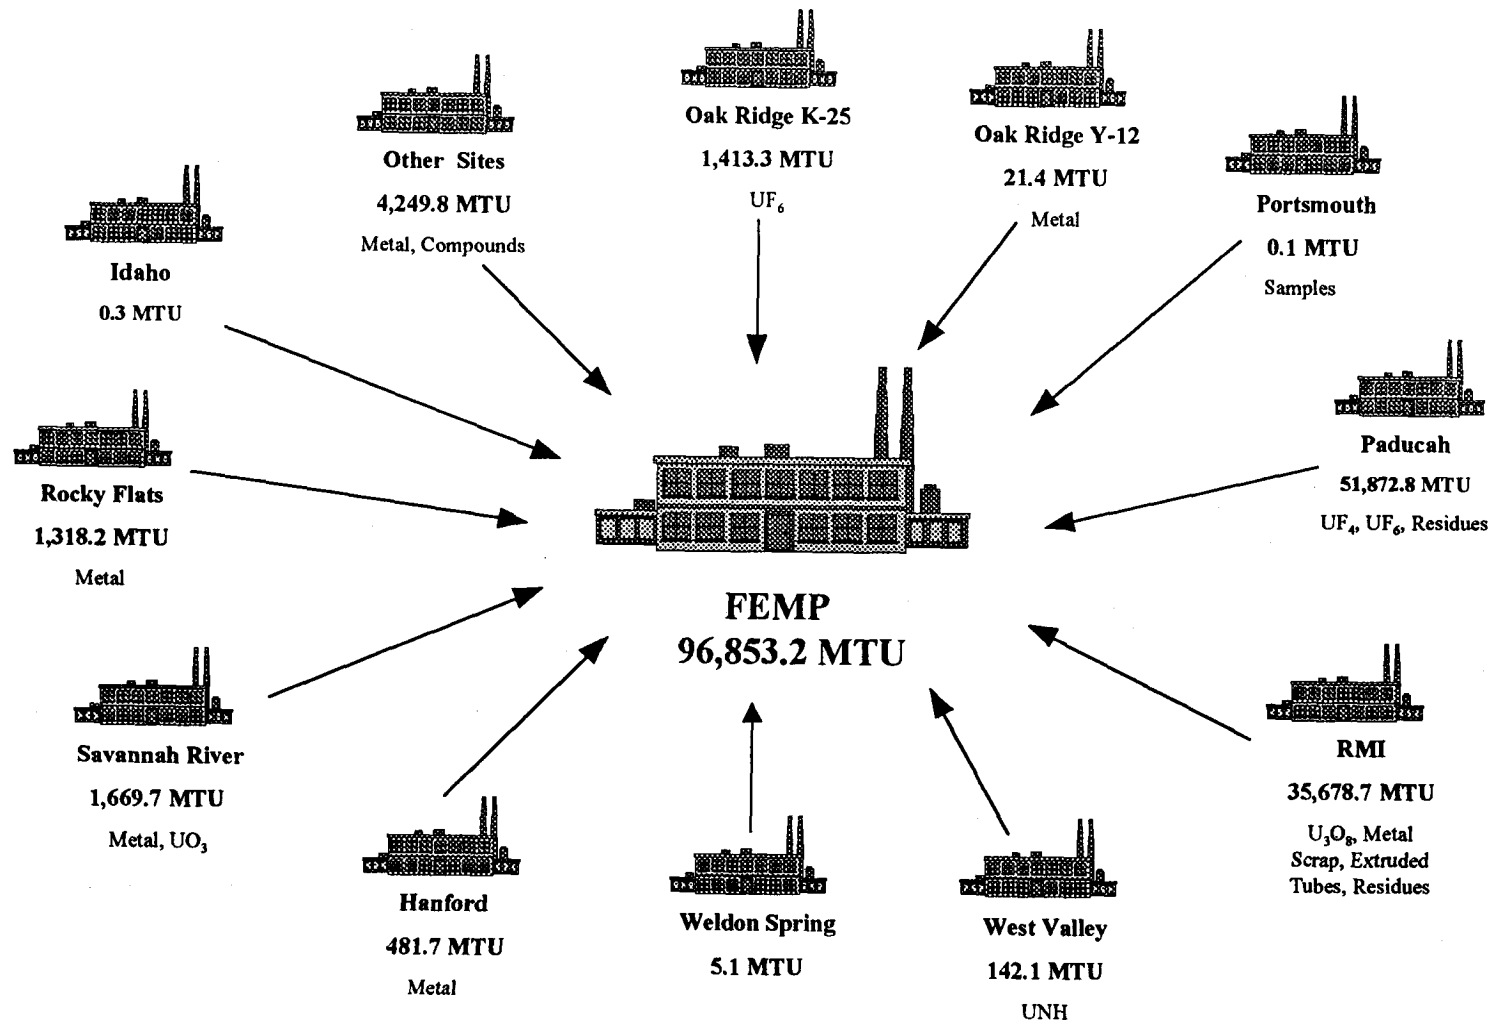 Oak Ridge K-25
1,413.3 MTU
UF₆
Oak Ridge Y-12
21.4 MTU
Metal
Other Sites
4,249.8 MTU
Metal, Compounds
Portsmouth
0.1 MTU
Samples
Idaho
0.3 MTU
Paducah
51,872.8 MTU
UF₄, UF₆, Residues
Rocky Flats
1,318.2 MTU
Metal
FEMP
96,853.2 MTU
Savannah River
1,669.7 MTU
Metal, UO₃
RMI
35,678.7 MTU
U₃O₈, Metal
Scrap, Extruded
Tubes, Residues
Hanford
481.7 MTU
Metal
Weldon Spring
5.1 MTU
West Valley
142.1 MTU
UNH